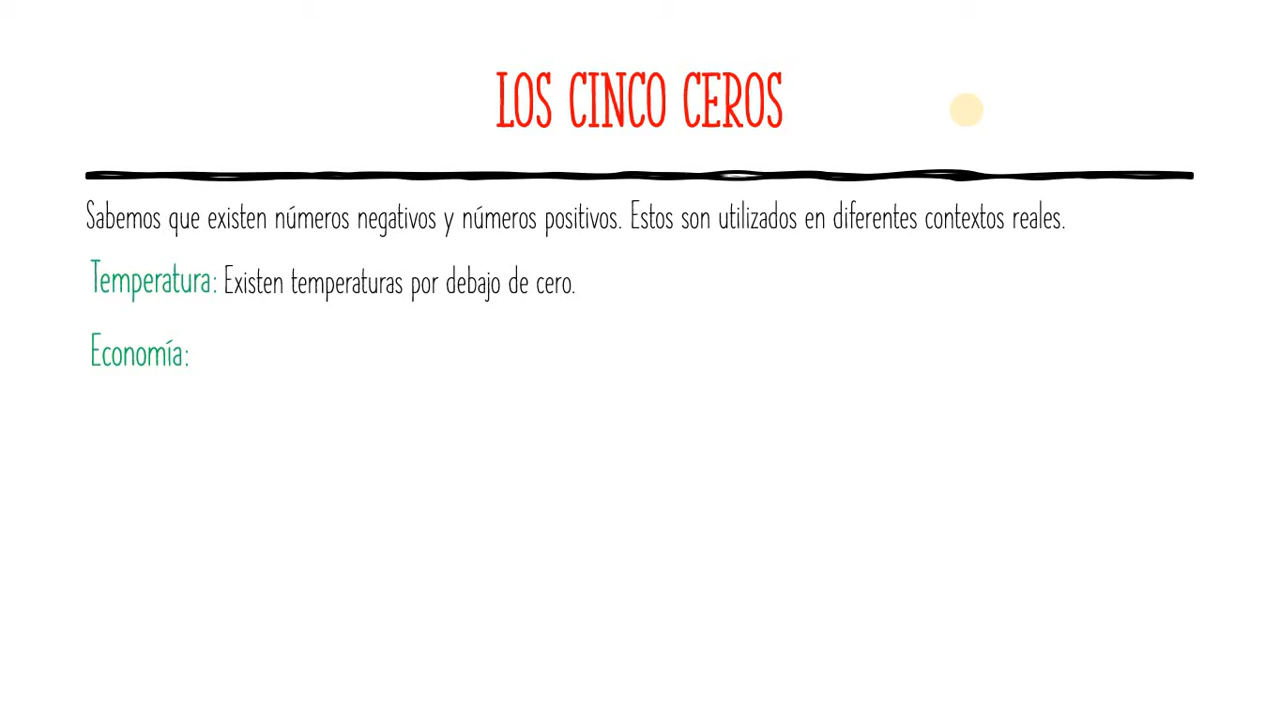 LOS CINCO CEROS
Sabemos que existen números negativos y números positivos. Estos son utilizados en diferentes contextos reales.
Temperatura: Existen temperaturas por debajo de cero.
Economía: